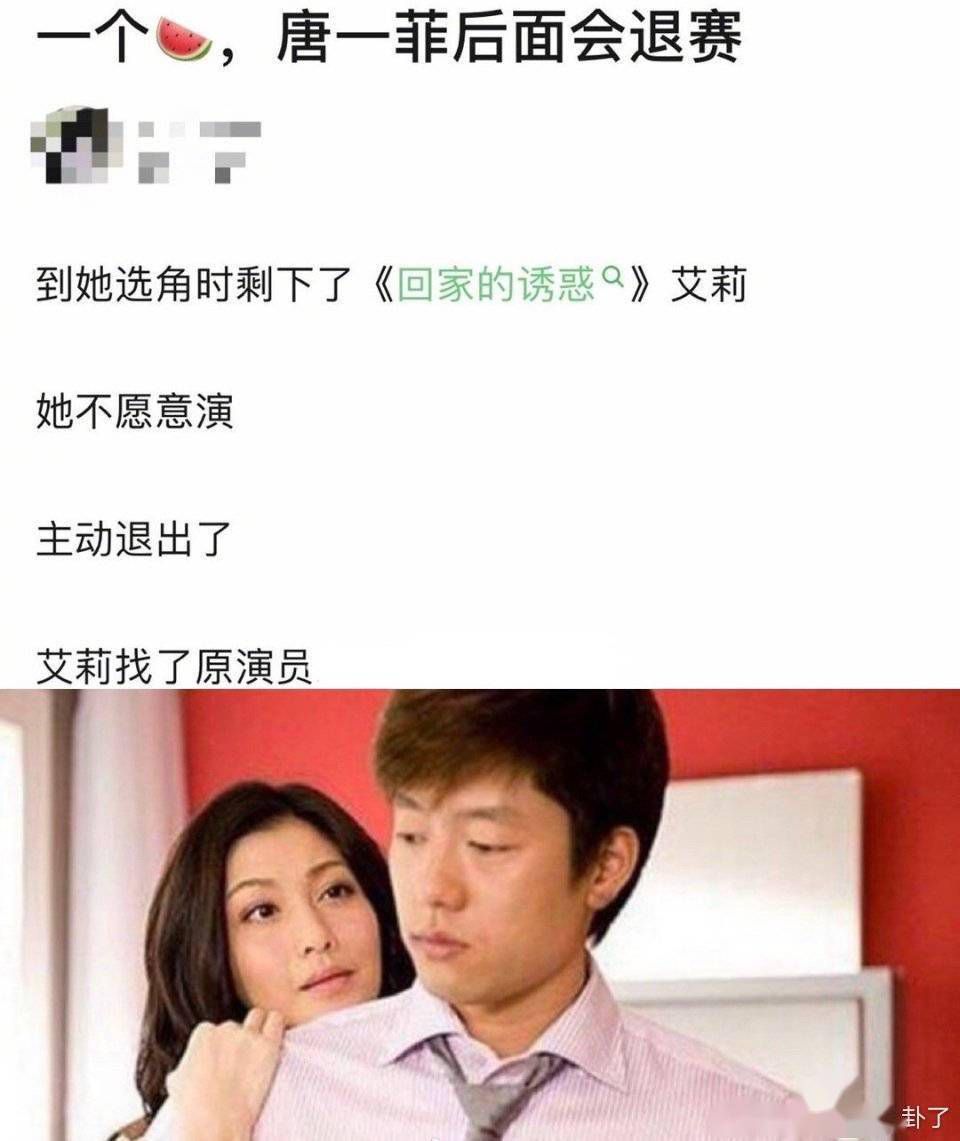 一个🍉，唐一菲后面会退赛
到她选角时剩下了《回家的诱惑》艾莉
她不愿意演
主动退出了
艾莉找了原演员
卦了